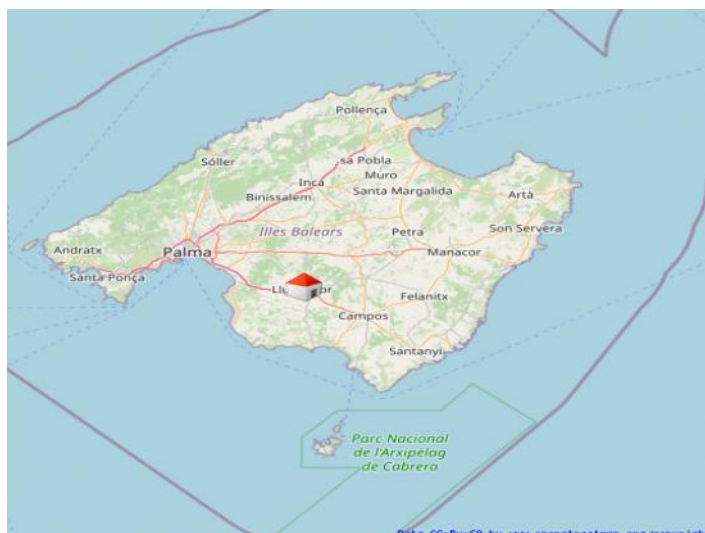 Pollença
Sóller
sa Pobla
Inca
Muro
Binissalem
Santa Margalida
Artà
Illes Balears
Petra
Son Servera
Andratx
Palma
Manacor
Santa Ponça
Felanitx
Campos
Santanyí
Parc Nacional
de l'Arxipèlag
de Cabrera